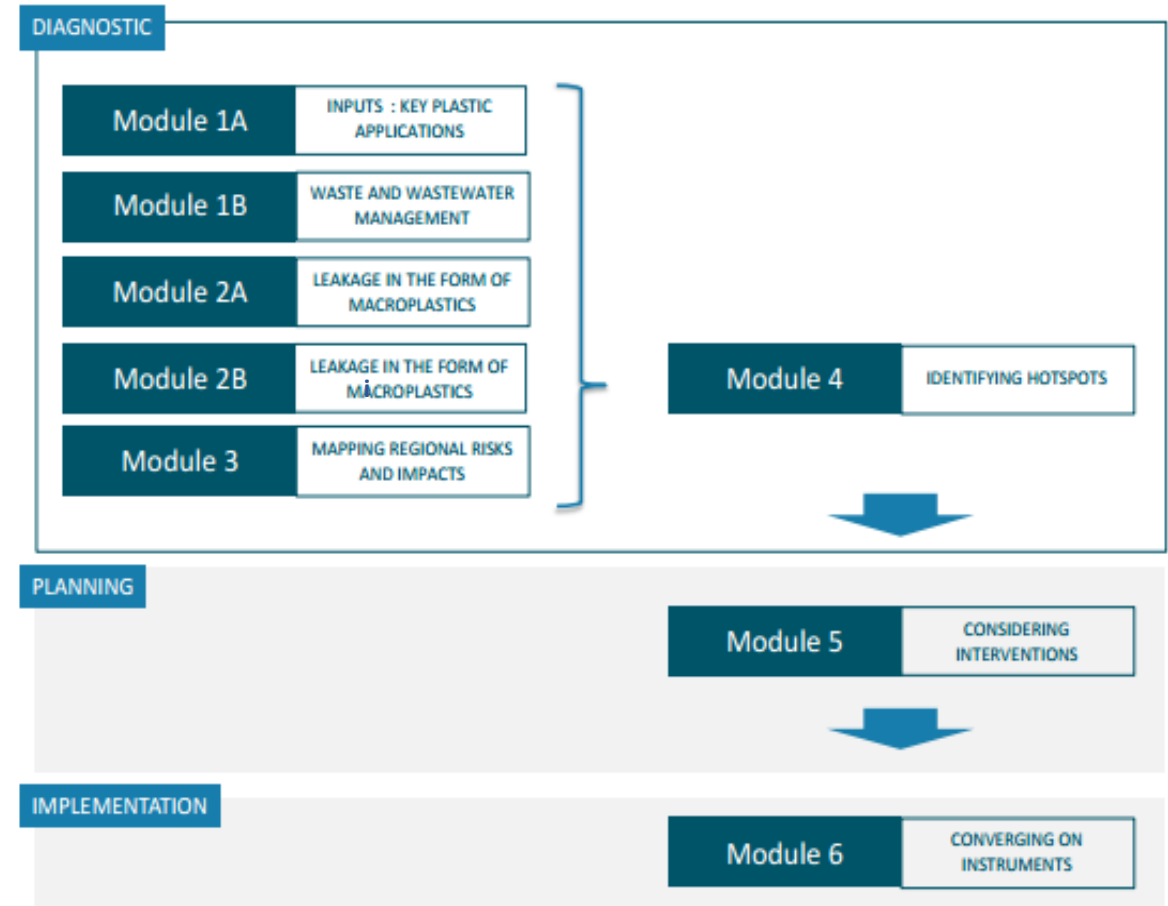 DIAGNOSTIC
Module 1A
INPUTS : KEY PLASTIC
APPLICATIONS
Module 1B
WASTE AND WASTEWATER
MANAGEMENT
Module 2A
LEAKAGE IN THE FORM OF
MACROPLASTICS
Module 2B
LEAKAGE IN THE FORM OF
MiCROPLASTICS
Module 3
MAPPING REGIONAL RISKS
AND IMPACTS
Module 4
IDENTIFYING HOTSPOTS
PLANNING
Module 5
CONSIDERING
INTERVENTIONS
IMPLEMENTATION
Module 6
CONVERGING ON
INSTRUMENTS